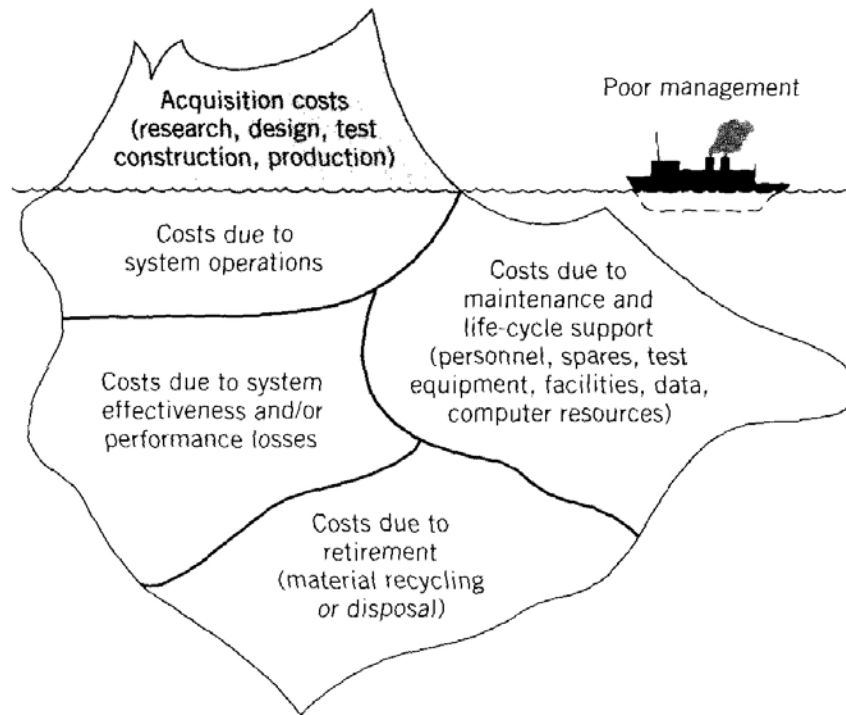 Acquisition costs
(research, design, test
construction, production)
Poor management
Costs due to
system operations
Costs due to
maintenance and
life-cycle support
(personnel, spares, test
equipment, facilities, data,
computer resources)
Costs due to system
effectiveness and/or
performance losses
Costs due to
retirement
(material recycling
or disposal)